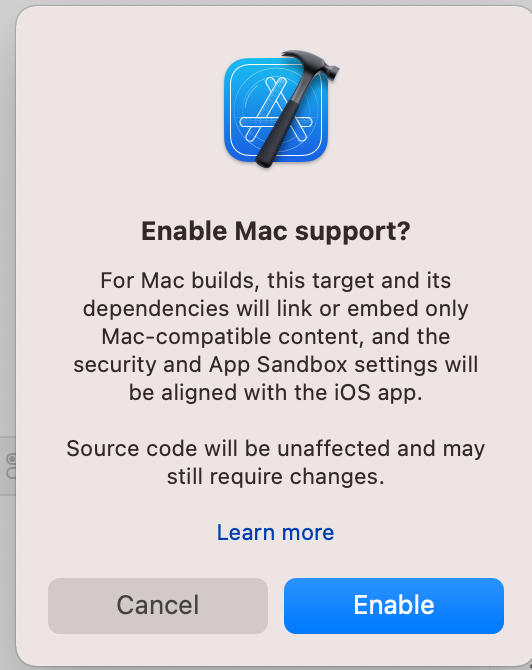 Enable Mac support?
For Mac builds, this target and its
dependencies will link or embed only
Mac-compatible content, and the
security and App Sandbox settings will
be aligned with the iOS app.
Source code will be unaffected and may
still require changes.
Learn more
Cancel
Enable